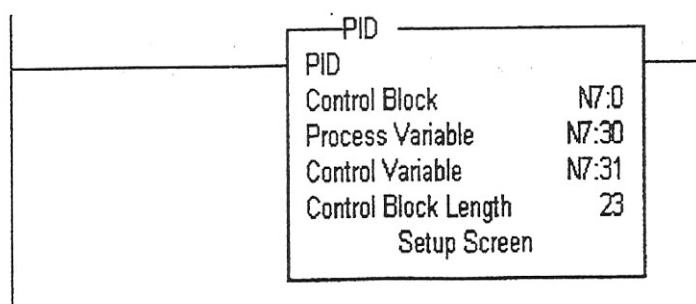 PID
PID
Control Block N7:0
Process Variable N7:30
Control Variable N7:31
Control Block Length 23
Setup Screen